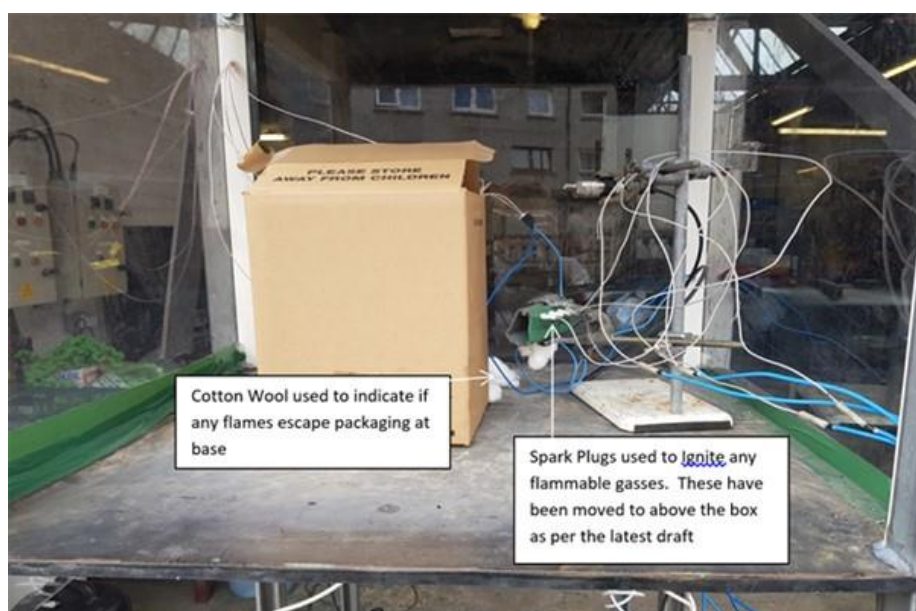 PLEASE STORE
AWAY FROM CHILDREN
Cotton Wool used to indicate if
any flames escape packaging at
base
Spark Plugs used to Ignite any
flammable gasses. These have
been moved to above the box
as per the latest draft